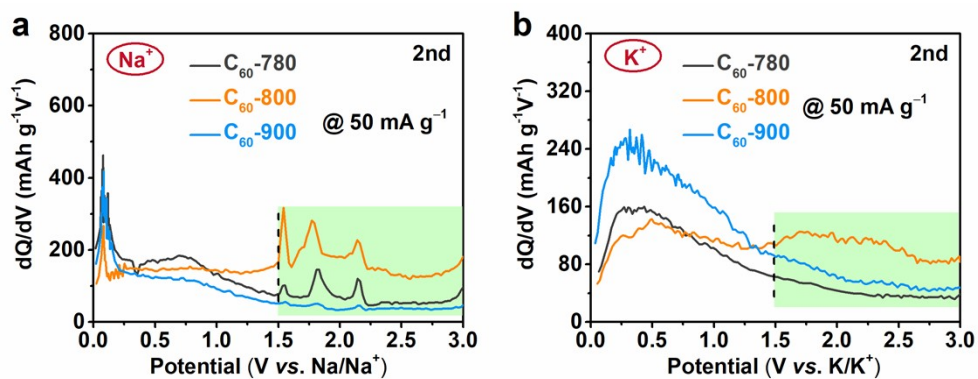 a
Na⁺
2nd
C₆₀-780
C₆₀-800
C₆₀-900
@ 50 mA g⁻¹
dQ/dV (mAh g⁻¹V⁻¹)
800
600
400
200
0
0.0 0.5 1.0 1.5 2.0 2.5 3.0
Potential (V vs. Na/Na⁺)
b
K⁺
2nd
C₆₀-780
C₆₀-800
C₆₀-900
@ 50 mA g⁻¹
dQ/dV (mAh g⁻¹V⁻¹)
400
320
240
160
80
0
0.0 0.5 1.0 1.5 2.0 2.5 3.0
Potential (V vs. K/K⁺)